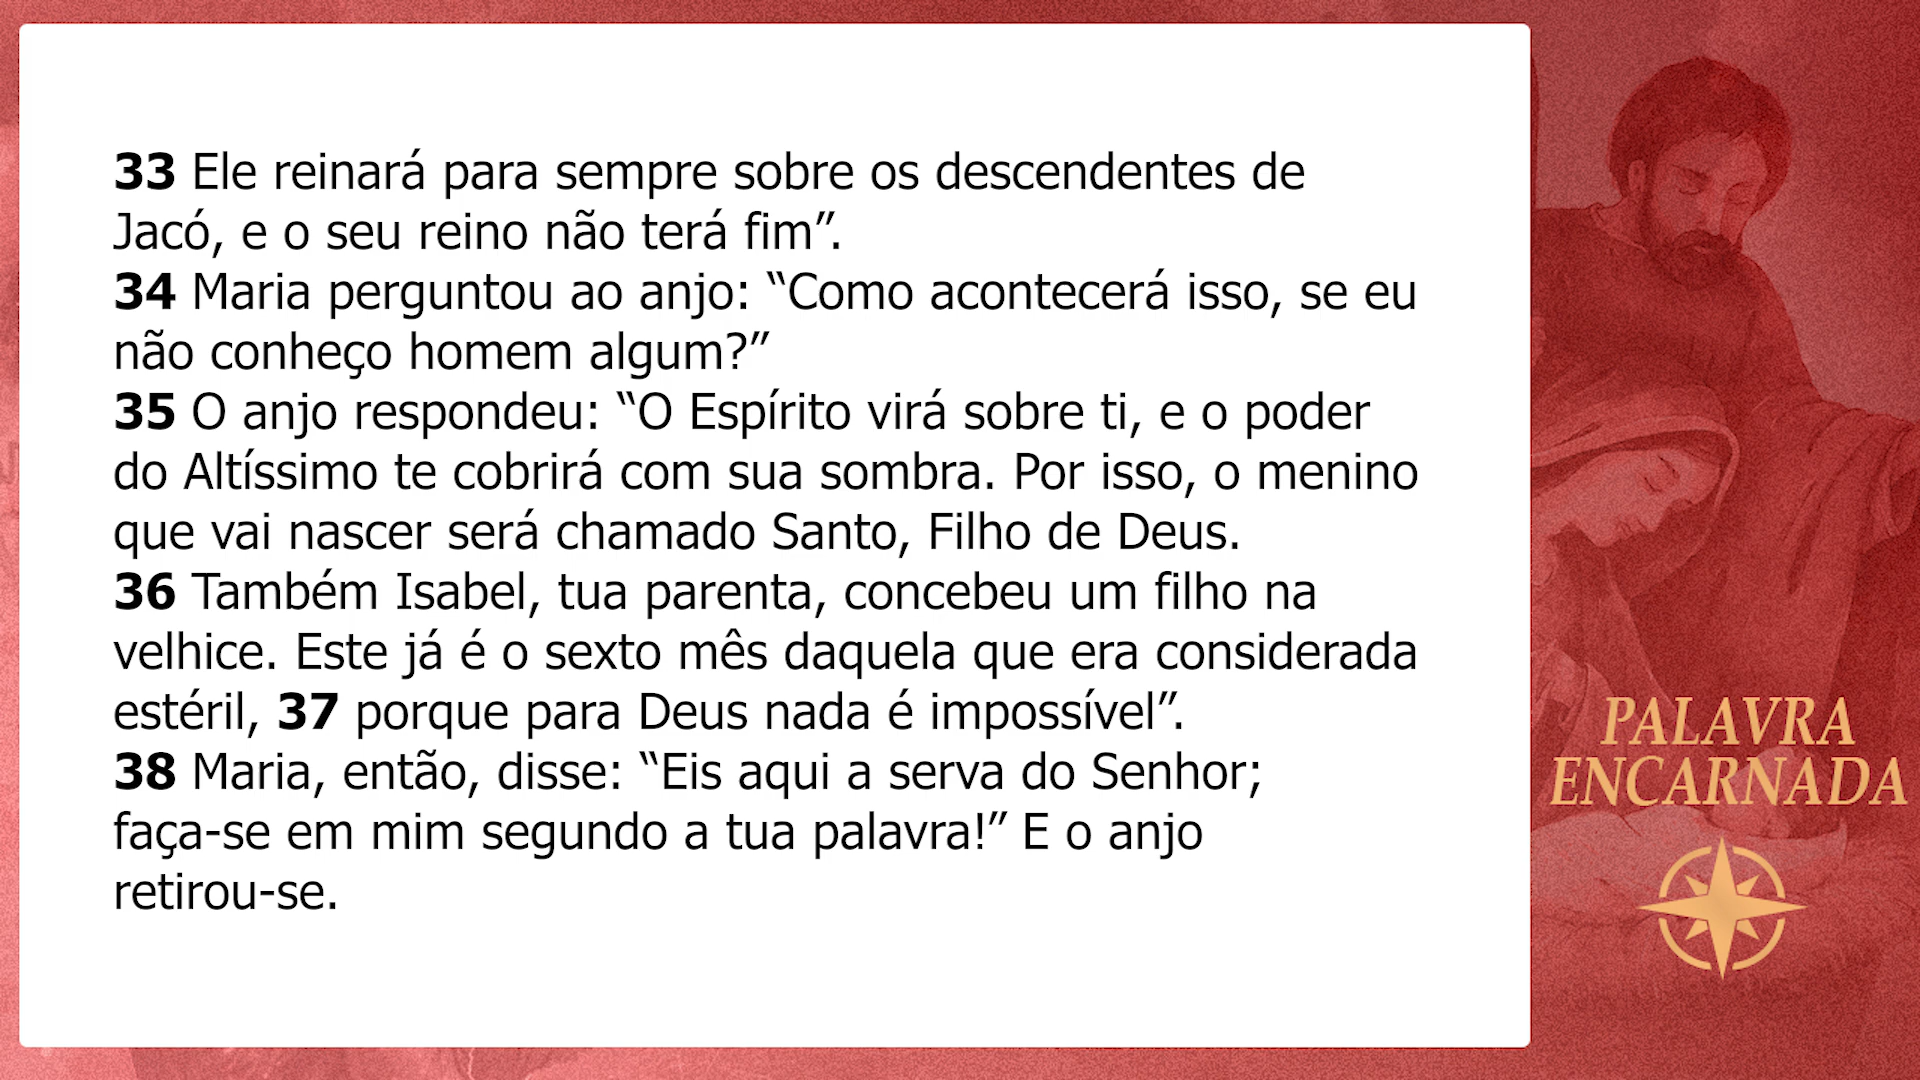 33 Ele reinará para sempre sobre os descendentes de
Jacó, e o seu reino não terá fim”.
34 Maria perguntou ao anjo: “Como acontecerá isso, se eu
não conheço homem algum?”
35 O anjo respondeu: “O Espírito virá sobre ti, e o poder
do Altíssimo te cobrirá com sua sombra. Por isso, o menino
que vai nascer será chamado Santo, Filho de Deus.
36 Também Isabel, tua parenta, concebeu um filho na
velhice. Este já é o sexto mês daquela que era considerada
estéril, 37 porque para Deus nada é impossível”.
38 Maria, então, disse: “Eis aqui a serva do Senhor;
faça-se em mim segundo a tua palavra!” E o anjo
retirou-se.
PALAVRA
ENCARNADA